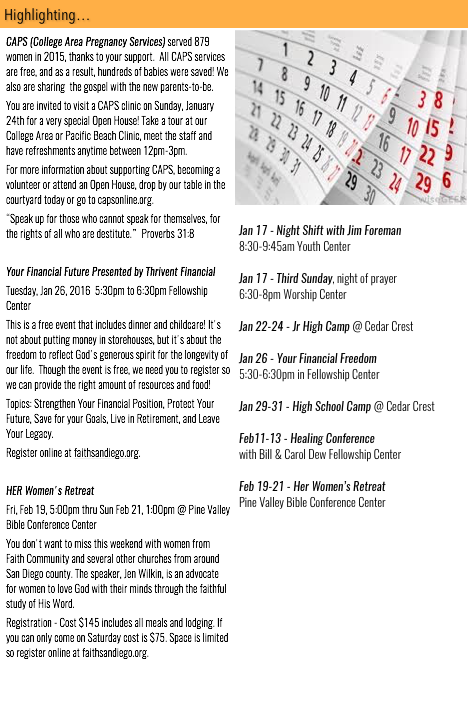 Highlighting...
CAPS (College Area Pregnancy Services) served 879
women in 2015, thanks to your support.  All CAPS services
are free, and as a result, hundreds of babies were saved! We
also are sharing  the gospel with the new parents-to-be.
You are invited to visit a CAPS clinic on Sunday, January
24th for a very special Open House! Take a tour at our
College Area or Pacific Beach Clinic, meet the staff and
have refreshments anytime between 12pm-3pm.
For more information about supporting CAPS, becoming a
volunteer or attend an Open House, drop by our table in the
courtyard today or go to capsonline.org.
"Speak up for those who cannot speak for themselves, for
the rights of all who are destitute."  Proverbs 31:8
Your Financial Future Presented by Thrivent Financial
Tuesday, Jan 26, 2016  5:30pm to 6:30pm Fellowship
Center
This is a free event that includes dinner and childcare! It's
not about putting money in storehouses, but it's about the
freedom to reflect God's generous spirit for the longevity of
our life.  Though the event is free, we need you to register so
we can provide the right amount of resources and food!
Topics: Strengthen Your Financial Position, Protect Your
Future, Save for your Goals, Live in Retirement, and Leave
Your Legacy.
Register online at faithsandiego.org.
HER Women's Retreat
Fri, Feb 19, 5:00pm thru Sun Feb 21, 1:00pm @ Pine Valley
Bible Conference Center
You don't want to miss this weekend with women from
Faith Community and several other churches from around
San Diego county. The speaker, Jen Wilkin, is an advocate
for women to love God with their minds through the faithful
study of His Word.
Registration - Cost $145 includes all meals and lodging. If
you can only come on Saturday cost is $75. Space is limited
so register online at faithsandiego.org.
wiseGEEK
Jan 17 - Night Shift with Jim Foreman
8:30-9:45am Youth Center
Jan 17 - Third Sunday, night of prayer
6:30-8pm Worship Center
Jan 22-24 - Jr High Camp @ Cedar Crest
Jan 26 - Your Financial Freedom
5:30-6:30pm in Fellowship Center
Jan 29-31 - High School Camp @ Cedar Crest
Feb11-13 - Healing Conference
with Bill & Carol Dew Fellowship Center
Feb 19-21 - Her Women's Retreat
Pine Valley Bible Conference Center